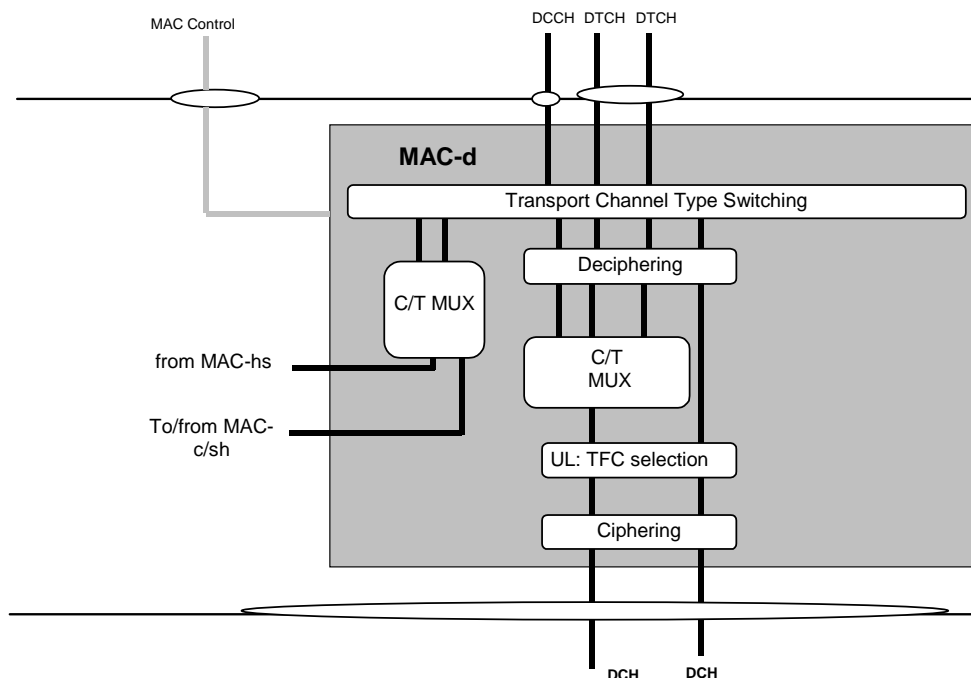 MAC Control
DCCH DTCH DTCH
MAC-d
Transport Channel Type Switching
Deciphering
C/T MUX
C/T
MUX
from MAC-hs
To/from MAC-
c/sh
UL: TFC selection
Ciphering
DCH DCH